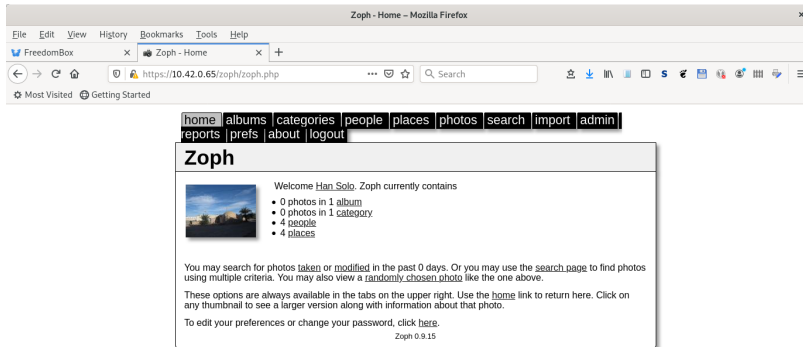 Zoph - Home – Mozilla Firefox
File Edit View History Bookmarks Tools Help
FreedomBox
Zoph - Home
https://10.42.0.65/zoph/zoph.php
Search
Most Visited Getting Started
home albums categories people places photos search import admin
reports prefs about logout
Zoph
Welcome Han Solo. Zoph currently contains
• 0 photos in 1 album
• 0 photos in 1 category
• 4 people
• 4 places
You may search for photos taken or modified in the past 0 days. Or you may use the search page to find photos
using multiple criteria. You may also view a randomly chosen photo like the one above.
These options are always available in the tabs on the upper right. Use the home link to return here. Click on
any thumbnail to see a larger version along with information about that photo.
To edit your preferences or change your password, click here.
Zoph 0.9.15